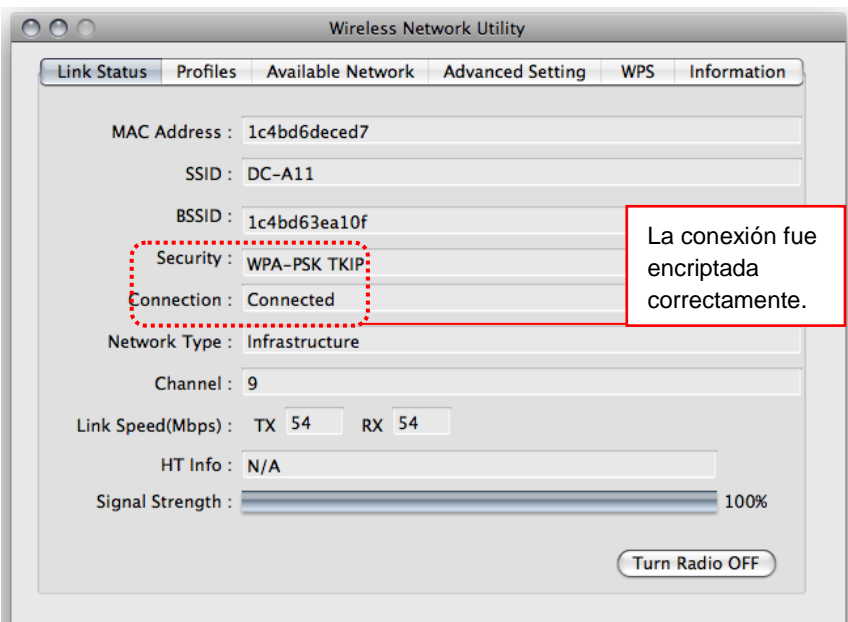 Wireless Network Utility
Link Status Profiles Available Network Advanced Setting WPS Information
MAC Address : 1c4bd6deced7
SSID : DC-A11
BSSID : 1c4bd63ea10f
Security : WPA-PSK TKIP
Connection : Connected
La conexión fue
encriptada
correctamente.
Network Type : Infrastructure
Channel : 9
Link Speed(Mbps) : TX 54 RX 54
HT Info : N/A
Signal Strength : 100%
Turn Radio OFF